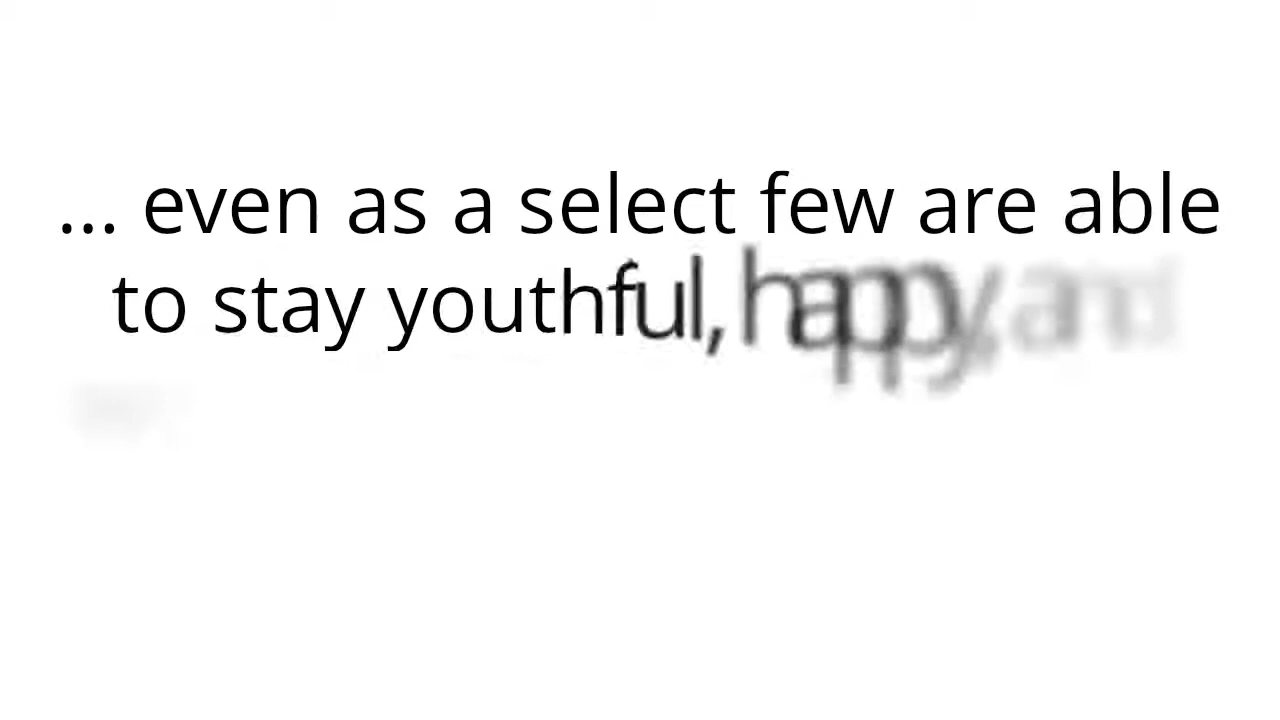 ... even as a select few are able
to stay youthful, happy, and